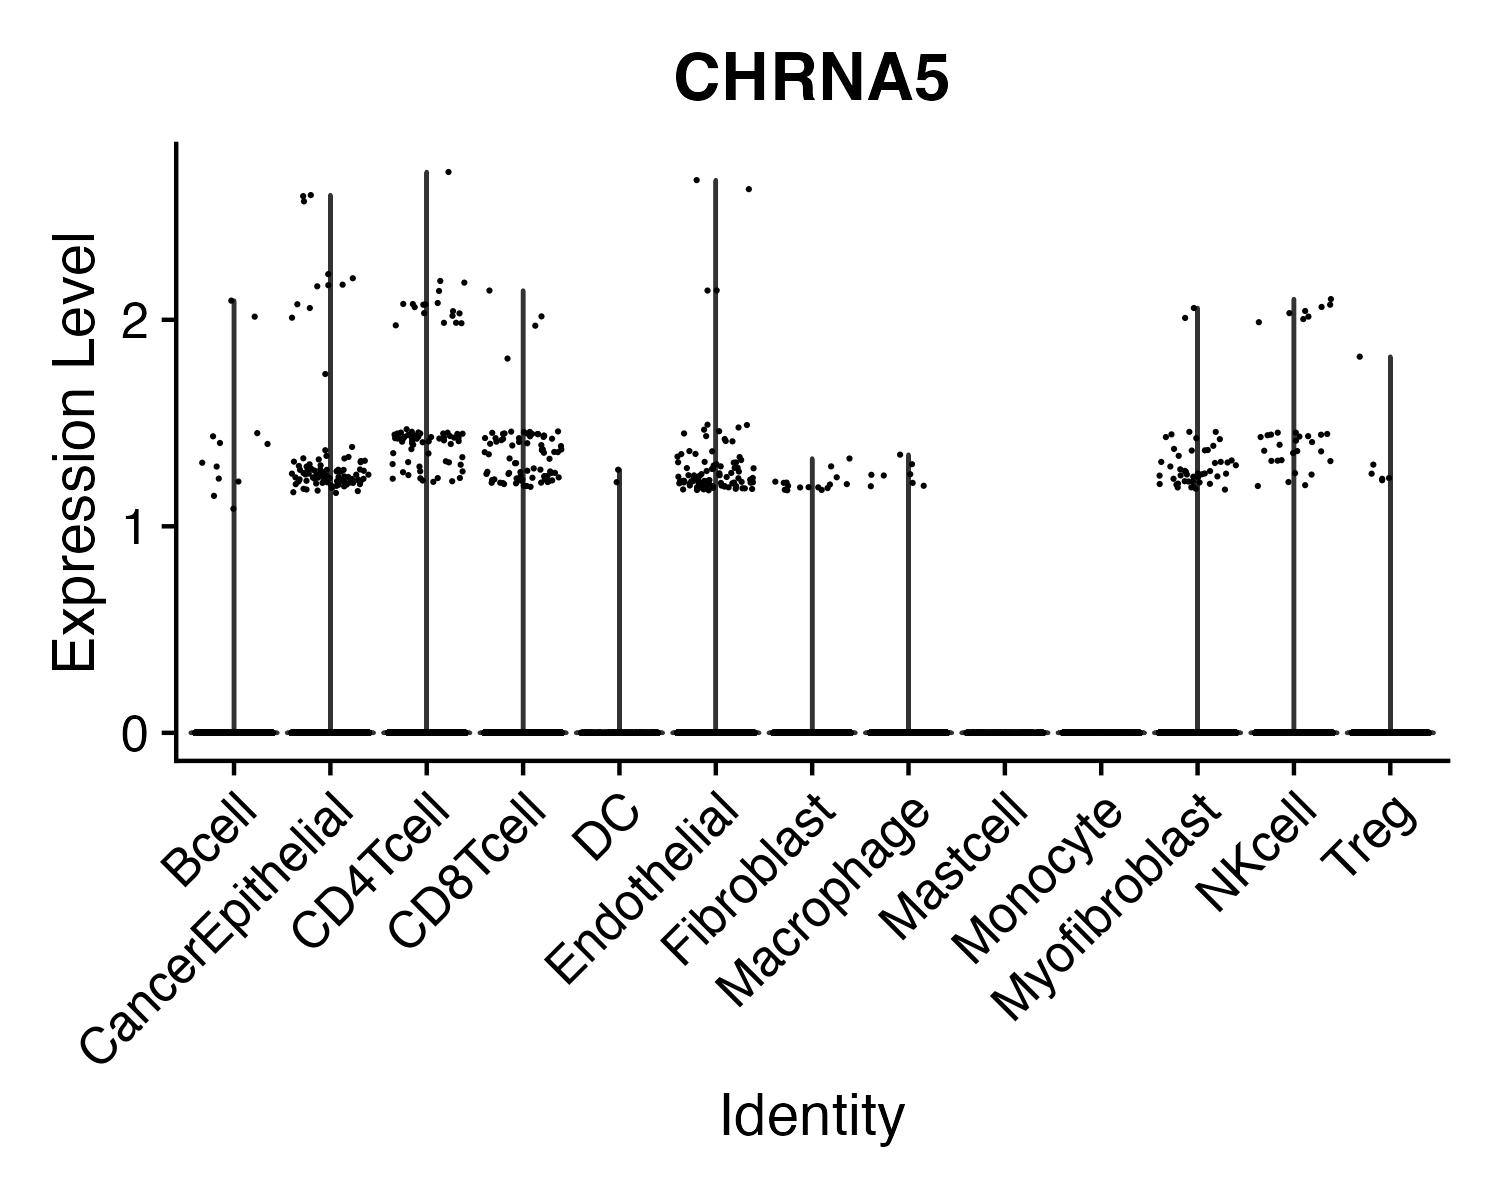 CHRNA5
Expression Level
2
1
0
Bcell
CancerEpithelial
CD4Tcell
CD8Tcell
DC
Endothelial
Fibroblast
Macrophage
Mastcell
Monocyte
Myofibroblast
NKcell
Treg
Identity